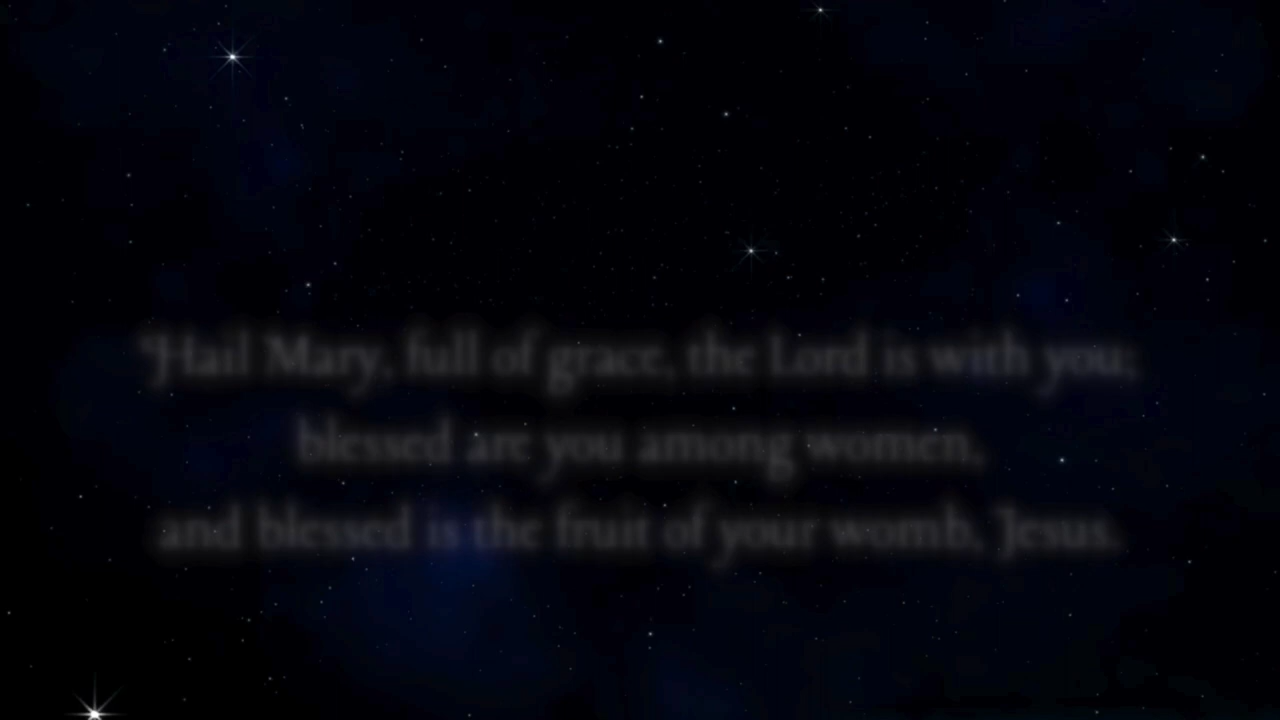 Hail Mary, full of grace, the Lord is with you;
blessed are you among women,
and blessed is the fruit of your womb, Jesus.